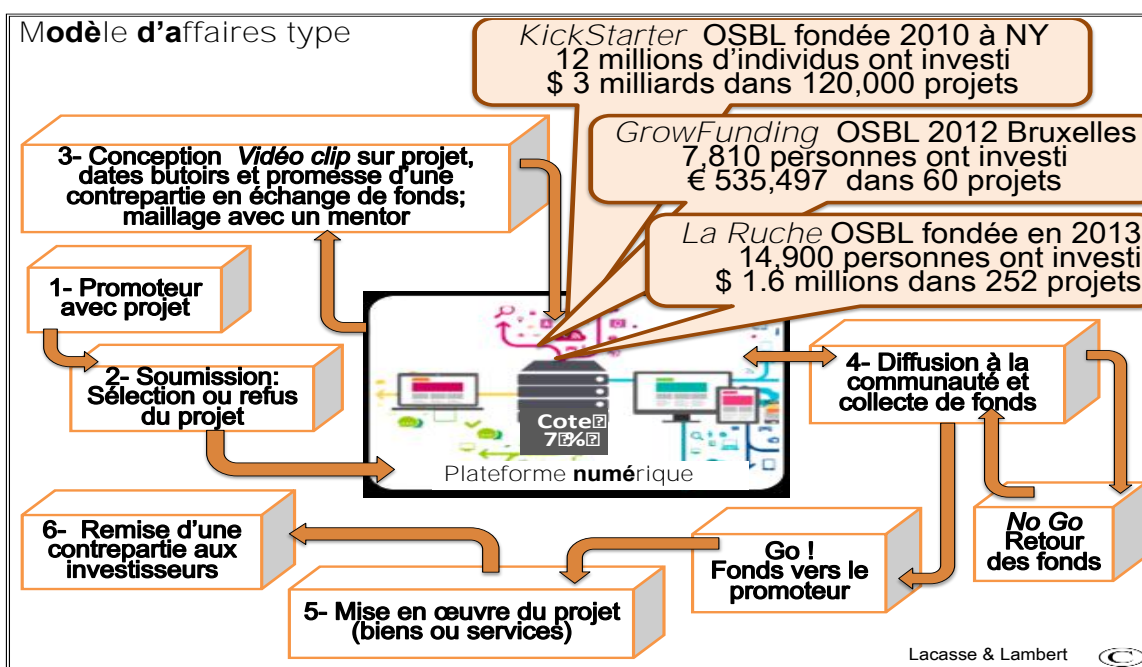 Modèle d'affaires type
KickStarter OSBL fondée 2010 à NY
12 millions d'individus ont investi
$ 3 milliards dans 120,000 projets
GrowFunding OSBL 2012 Bruxelles
7,810 personnes ont investi
€ 535,497 dans 60 projets
La Ruche OSBL fondée en 2013
14,900 personnes ont investi
$ 1.6 millions dans 252 projets
3- Conception Vidéo clip sur projet,
dates butoirs et promesse d'une
contrepartie en échange de fonds;
maillage avec un mentor
1- Promoteur
avec projet
2- Soumission:
Sélection ou refus
du projet
Cote
7 %
Plateforme numérique
4- Diffusion à la
communauté et
collecte de fonds
No Go
Retour
des fonds
Go !
Fonds vers le
promoteur
5- Mise en œuvre du projet
(biens ou services)
6- Remise d'une
contrepartie aux
investisseurs
Lacasse & Lambert ©